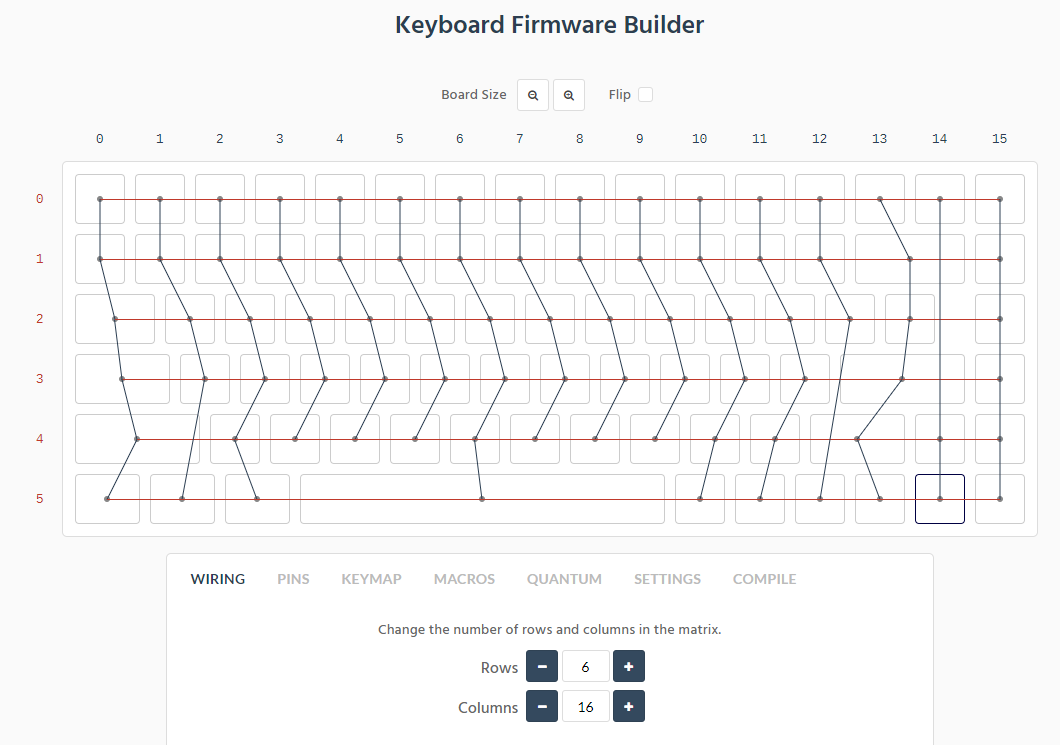 Keyboard Firmware Builder
Board Size Flip
0 1 2 3 4 5 6 7 8 9 10 11 12 13 14 15
0
1
2
3
4
5
WIRING PINS KEYMAP MACROS QUANTUM SETTINGS COMPILE
Change the number of rows and columns in the matrix.
Rows - 6 +
Columns - 16 +